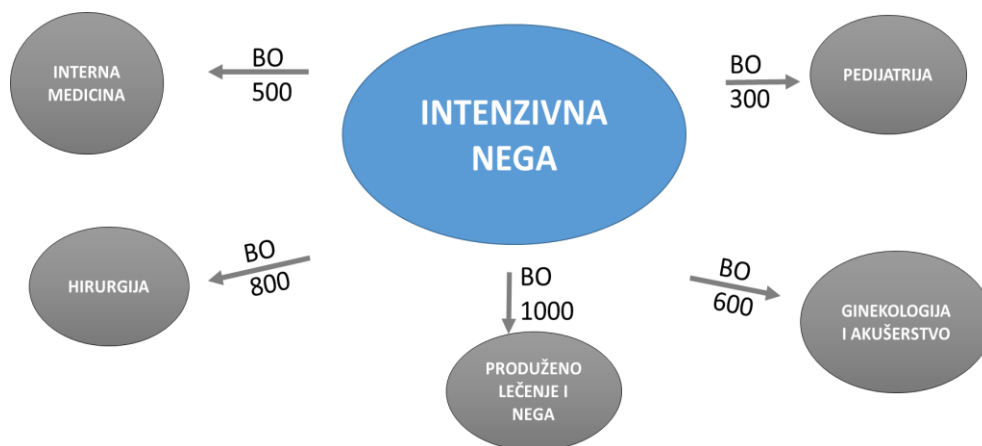 INTERNA
MEDICINA
BO
500
INTENZIVNA
NEGA
BO
300
PEDIJATRIJA
HIRURGIJA
BO
800
BO
1000
PRODUŽENO
LEČENJE I
NEGA
BO
600
GINEKOLOGIJA
I AKUŠERSTVO